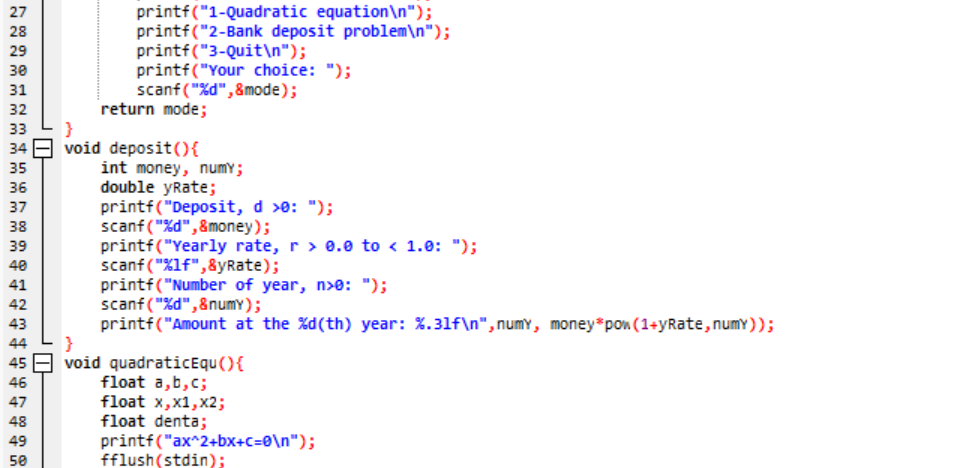 27 printf("1-Quadratic equation\n");
28 printf("2-Bank deposit problem\n");
29 printf("3-Quit\n");
30 printf("Your choice: ");
31 scanf("%d",&mode);
32 return mode;
33 }
34 void deposit(){
35 int money, numY;
36 double yRate;
37 printf("Deposit, d >0: ");
38 scanf("%d",&money);
39 printf("Yearly rate, r > 0.0 to < 1.0: ");
40 scanf("%lf",&yRate);
41 printf("Number of year, n>0: ");
42 scanf("%d",&numY);
43 printf("Amount at the %d(th) year: %.3lf\n",numY, money*pow(1+yRate,numY));
44 }
45 void quadraticEqu(){
46 float a,b,c;
47 float x,x1,x2;
48 float denta;
49 printf("ax^2+bx+c=0\n");
50 fflush(stdin);